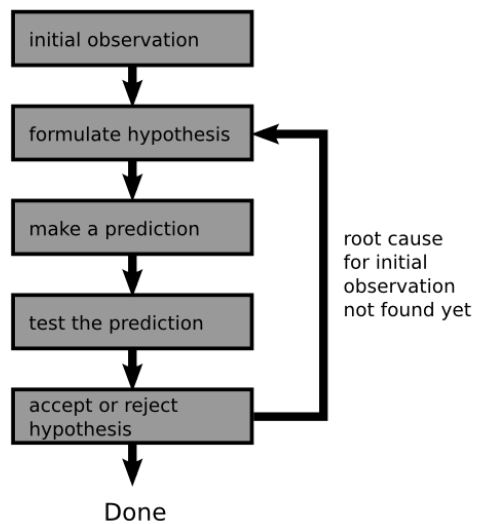 initial observation
formulate hypothesis
make a prediction
root cause
for initial
observation
not found yet
test the prediction
accept or reject
hypothesis
Done